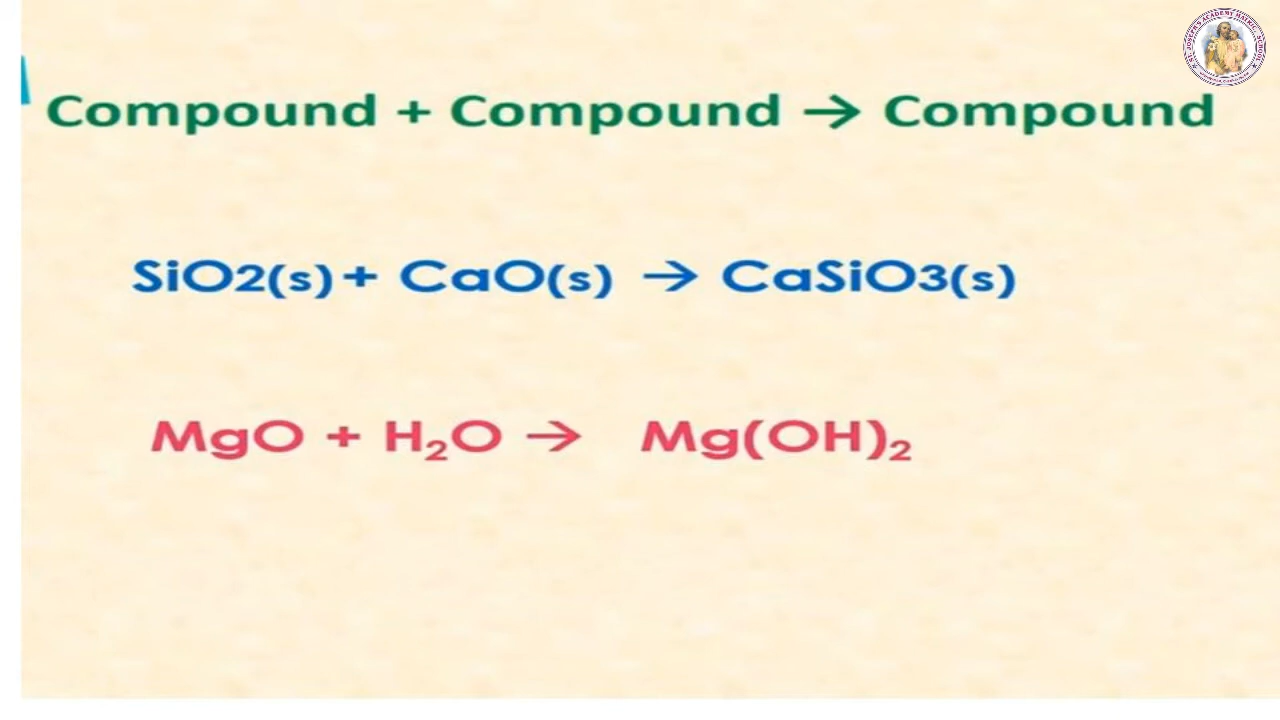 Compound + Compound → Compound
SiO2(s) + CaO(s) → CaSiO3(s)
MgO + H₂O → Mg(OH)₂